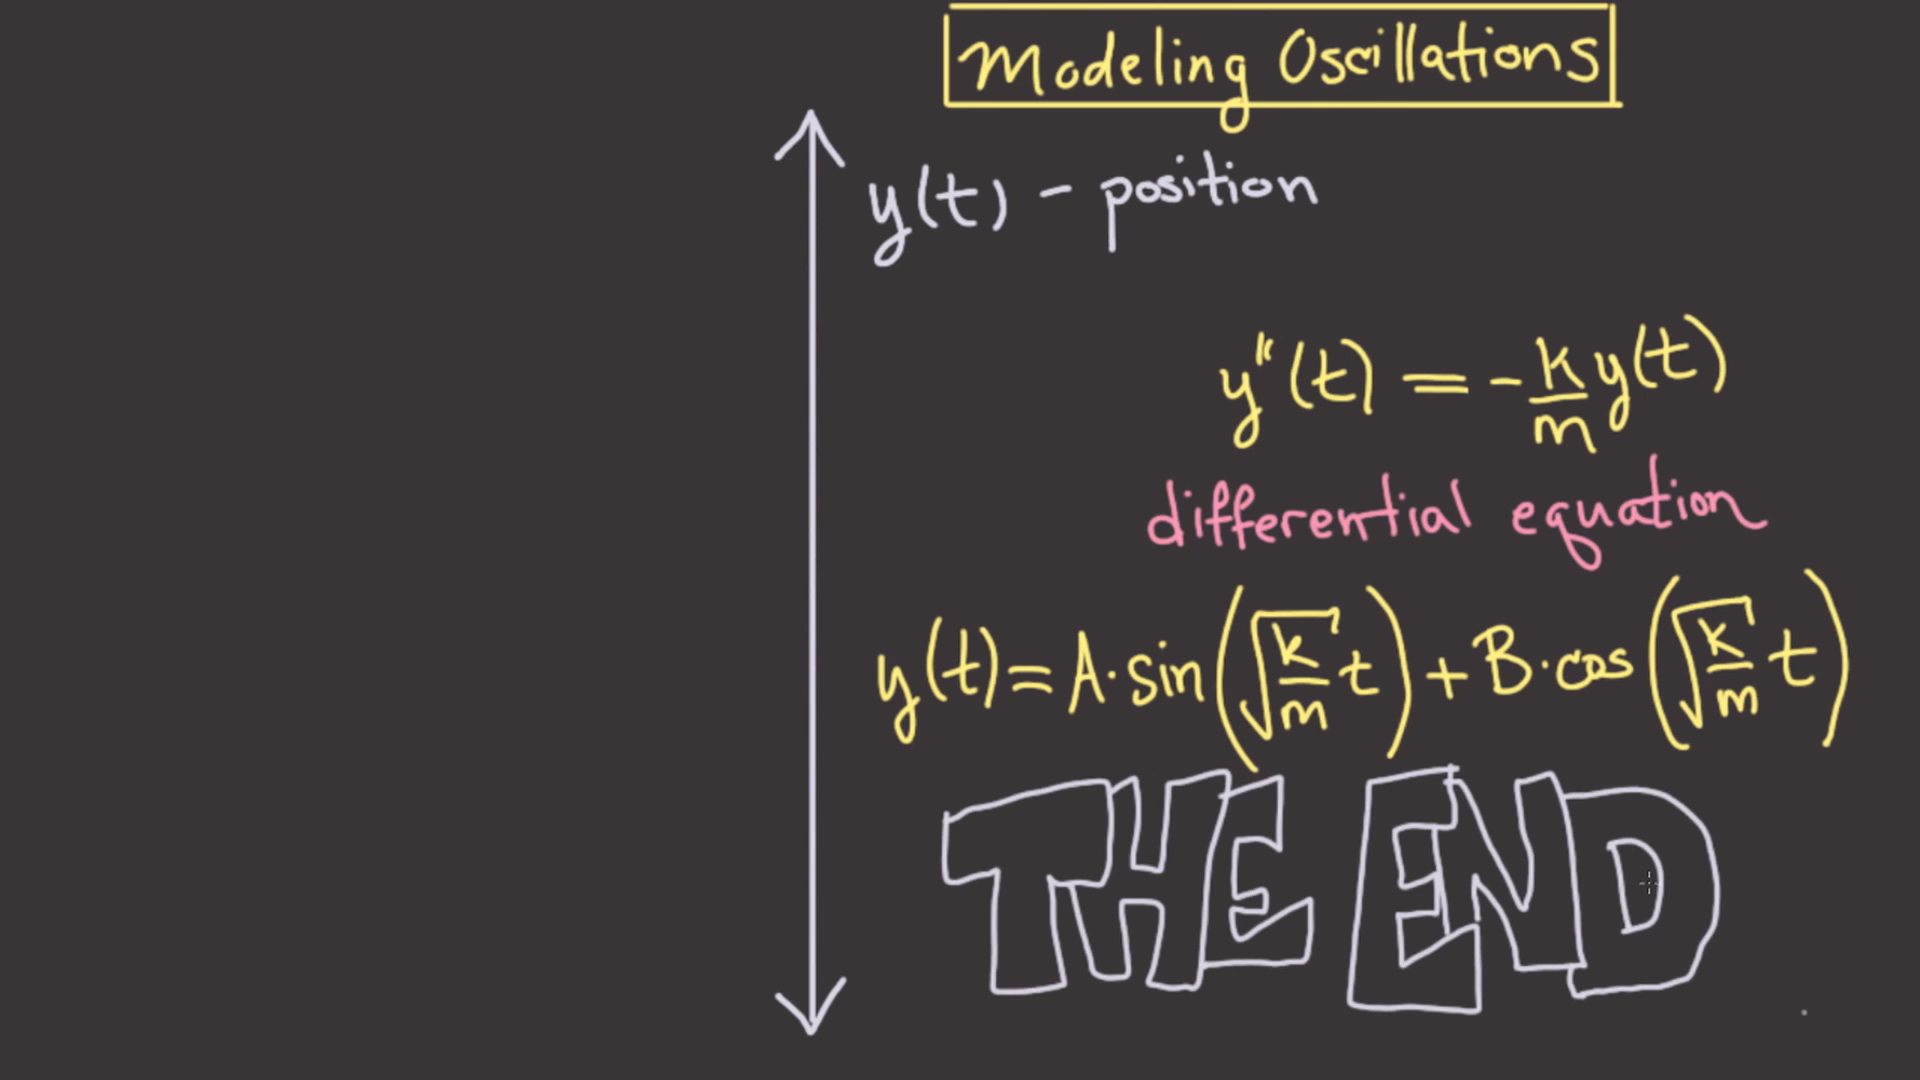 Modeling Oscillations
y(t) - position
y''(t) = -k/m y(t)
differential equation
y(t) = A·sin(√(k/m) t) + B·cos(√(k/m) t)
THE END